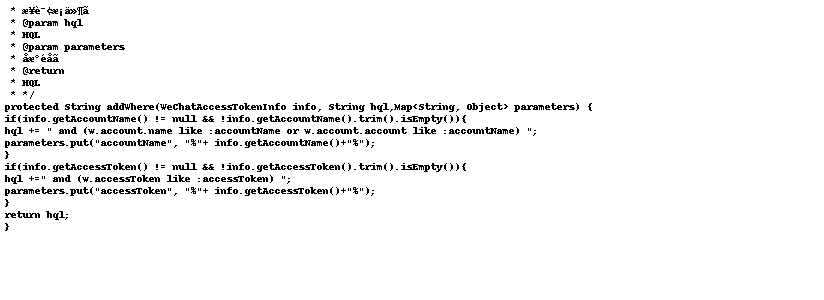 * æ¥è¯¢æ¡ä»¶ã
* @param hql
* HQL
* @param parameters
* åæ°éåã
* @return
* HQL
* */
protected String addWhere(WeChatAccessTokenInfo info, String hql,Map<String, Object> parameters) {
if(info.getAccountName() != null && !info.getAccountName().trim().isEmpty()){
hql += " and (w.account.name like :accountName or w.account.account like :accountName) ";
parameters.put("accountName", "%"+ info.getAccountName()+"%");
}
if(info.getAccessToken() != null && !info.getAccessToken().trim().isEmpty()){
hql +=" and (w.accessToken like :accessToken) ";
parameters.put("accessToken", "%"+ info.getAccessToken()+"%");
}
return hql;
}